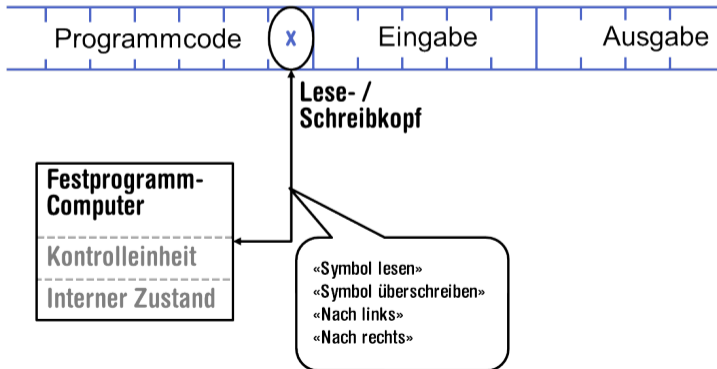 Programmcode x Eingabe Ausgabe
Lese- /
Schreibkopf
Festprogramm-
Computer
Kontrolleinheit
Interner Zustand
«Symbol lesen»
«Symbol überschreiben»
«Nach links»
«Nach rechts»